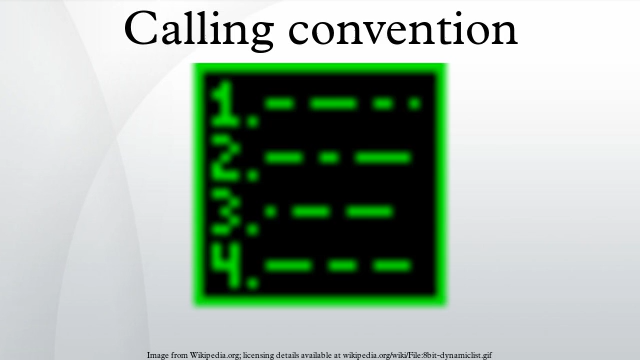 Calling convention
1.
2.
3.
4.
Image from Wikipedia.org; licensing details available at wikipedia.org/wiki/File:8bit-dynamiclist.gif